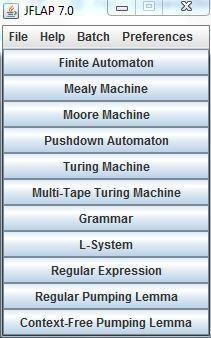 JFLAP 7.0
File Help Batch Preferences
Finite Automaton
Mealy Machine
Moore Machine
Pushdown Automaton
Turing Machine
Multi-Tape Turing Machine
Grammar
L-System
Regular Expression
Regular Pumping Lemma
Context-Free Pumping Lemma